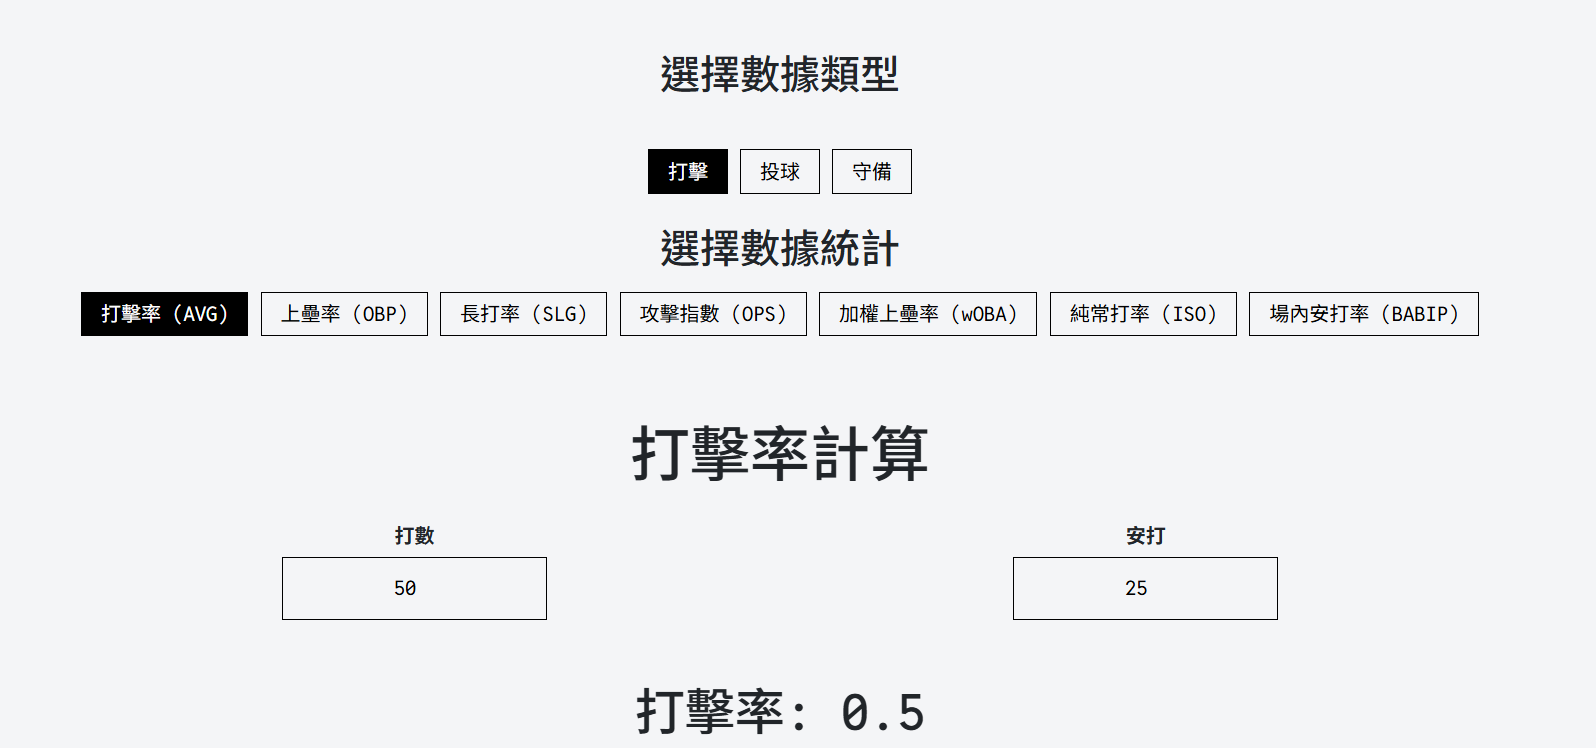 選擇數據類型
打擊 投球 守備
選擇數據統計
打擊率（AVG） 上壘率（OBP） 長打率（SLG） 攻擊指數（OPS） 加權上壘率（wOBA） 純常打率（ISO） 場內安打率（BABIP）
打擊率計算
打數 安打
50 25
打擊率: 0.5